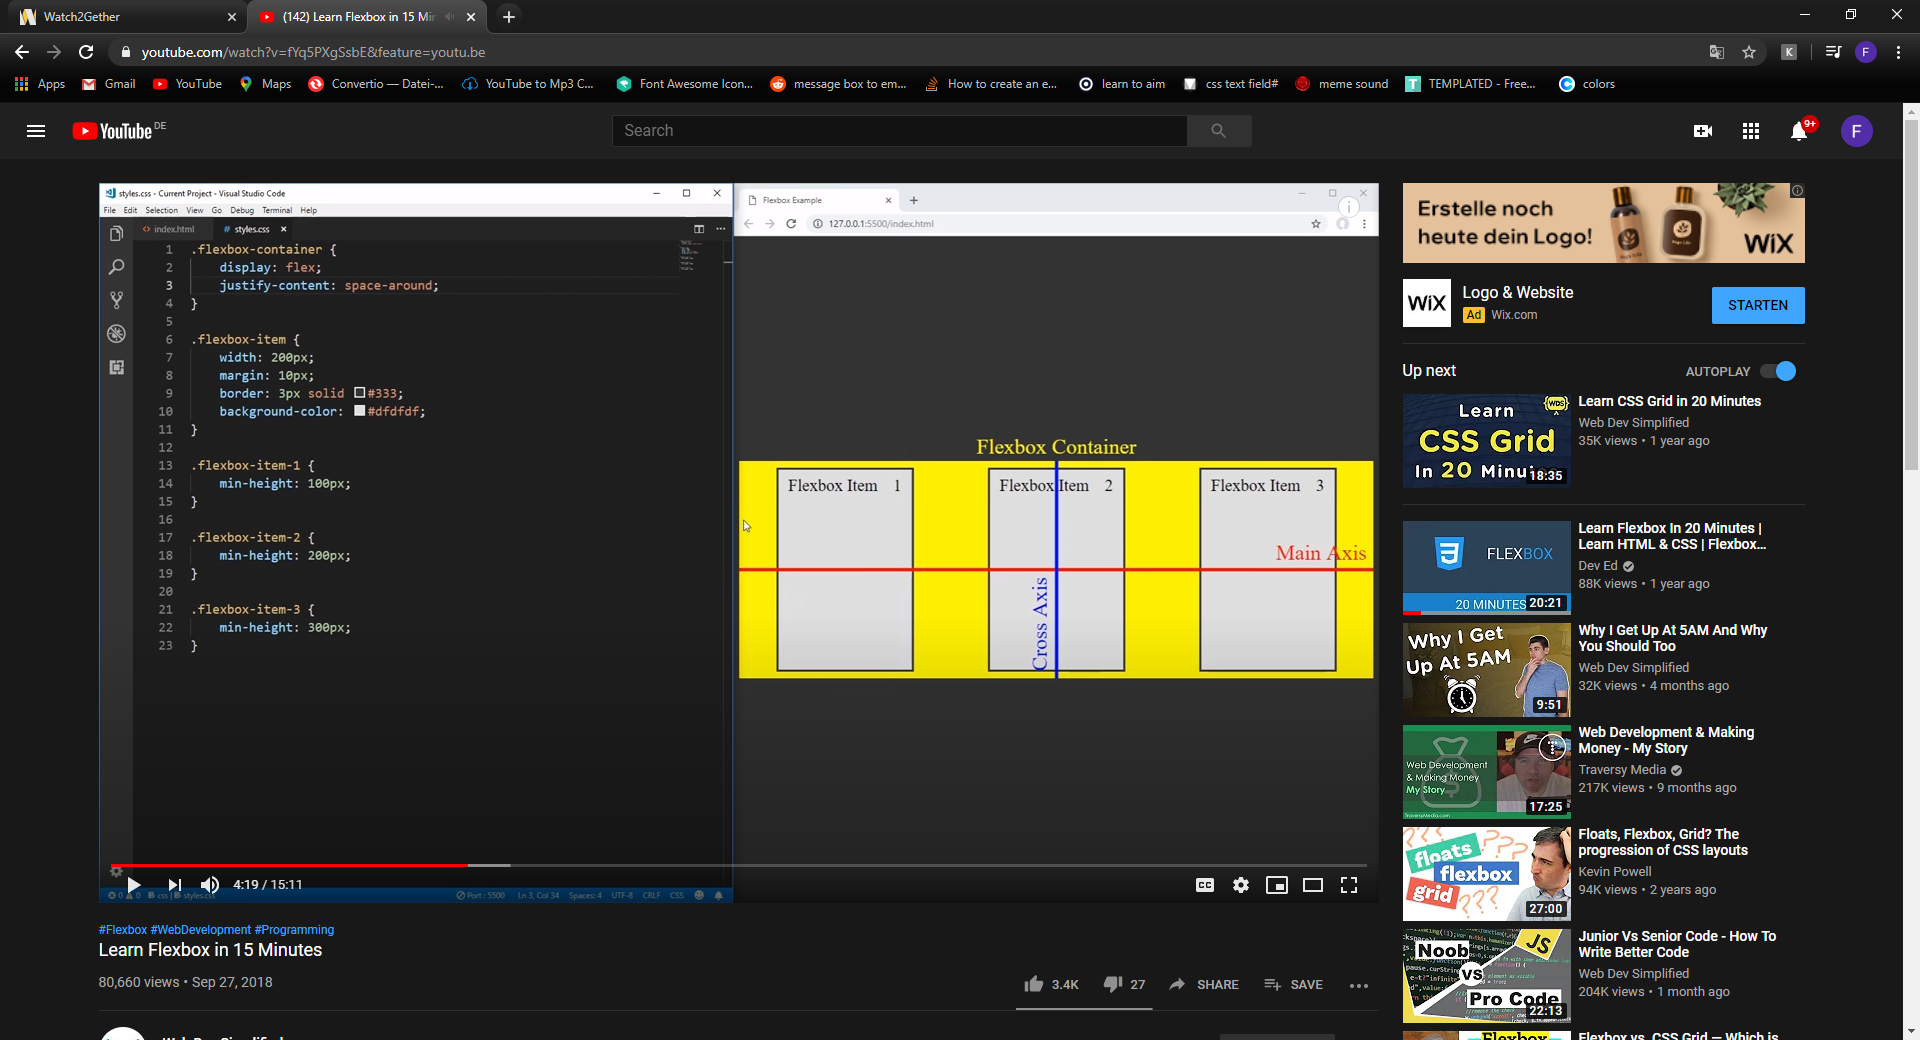 Watch2Gether
(142) Learn Flexbox in 15 Mir
youtube.com/watch?v=fYq5PXgSsbE&feature=youtu.be
K
F
Apps
Gmail
YouTube
Maps
Convertio — Datei-...
YouTube to Mp3 C...
Font Awesome Icon...
message box to em...
How to create an e...
learn to aim
css text field#
meme sound
TEMPLATED - Free...
colors
YouTube DE
Search
9+
F
styles.css - Current Project - Visual Studio Code
File Edit Selection View Go Debug Terminal Help
index.html
# styles.css
1 .flexbox-container {
2 display: flex;
3 justify-content: space-around;
4 }
5
6 .flexbox-item {
7 width: 200px;
8 margin: 10px;
9 border: 3px solid #333;
10 background-color: #dfdfdf;
11 }
12
13 .flexbox-item-1 {
14 min-height: 100px;
15 }
16
17 .flexbox-item-2 {
18 min-height: 200px;
19 }
20
21 .flexbox-item-3 {
22 min-height: 300px;
23 }
Flexbox Example
127.0.0.1:5500/index.html
Flexbox Container
Flexbox Item 1
Flexbox Item 2
Flexbox Item 3
Main Axis
Cross Axis
4:19 / 15:11
CC
Port : 5500 Ln 3, Col 34 Spaces: 4 UTF-8 CRLF CSS
#Flexbox #WebDevelopment #Programming
Learn Flexbox in 15 Minutes
80,660 views • Sep 27, 2018
3.4K
27
SHARE
SAVE
Erstelle noch
heute dein Logo!
WiX
WiX
Logo & Website
Ad Wix.com
STARTEN
Up next
AUTOPLAY
Learn
CSS Grid
In 20 Minu
WDS
18:35
Learn CSS Grid in 20 Minutes
Web Dev Simplified
35K views • 1 year ago
FLEXBOX
20 MINUTES
20:21
Learn Flexbox In 20 Minutes |
Learn HTML & CSS | Flexbox...
Dev Ed
88K views • 1 year ago
Why I Get
Up At 5AM
9:51
Why I Get Up At 5AM And Why
You Should Too
Web Dev Simplified
32K views • 4 months ago
Web Development
& Making Money
My Story
17:25
Web Development & Making
Money - My Story
Traversy Media
217K views • 9 months ago
floats
flexbox
grid
???
27:00
Floats, Flexbox, Grid? The
progression of CSS layouts
Kevin Powell
94K views • 2 years ago
Noob
JS
vs
Pro Code
22:13
Junior Vs Senior Code - How To
Write Better Code
Web Dev Simplified
204K views • 1 month ago
Flexbox
Flexbox vs. CSS Grid — Which is